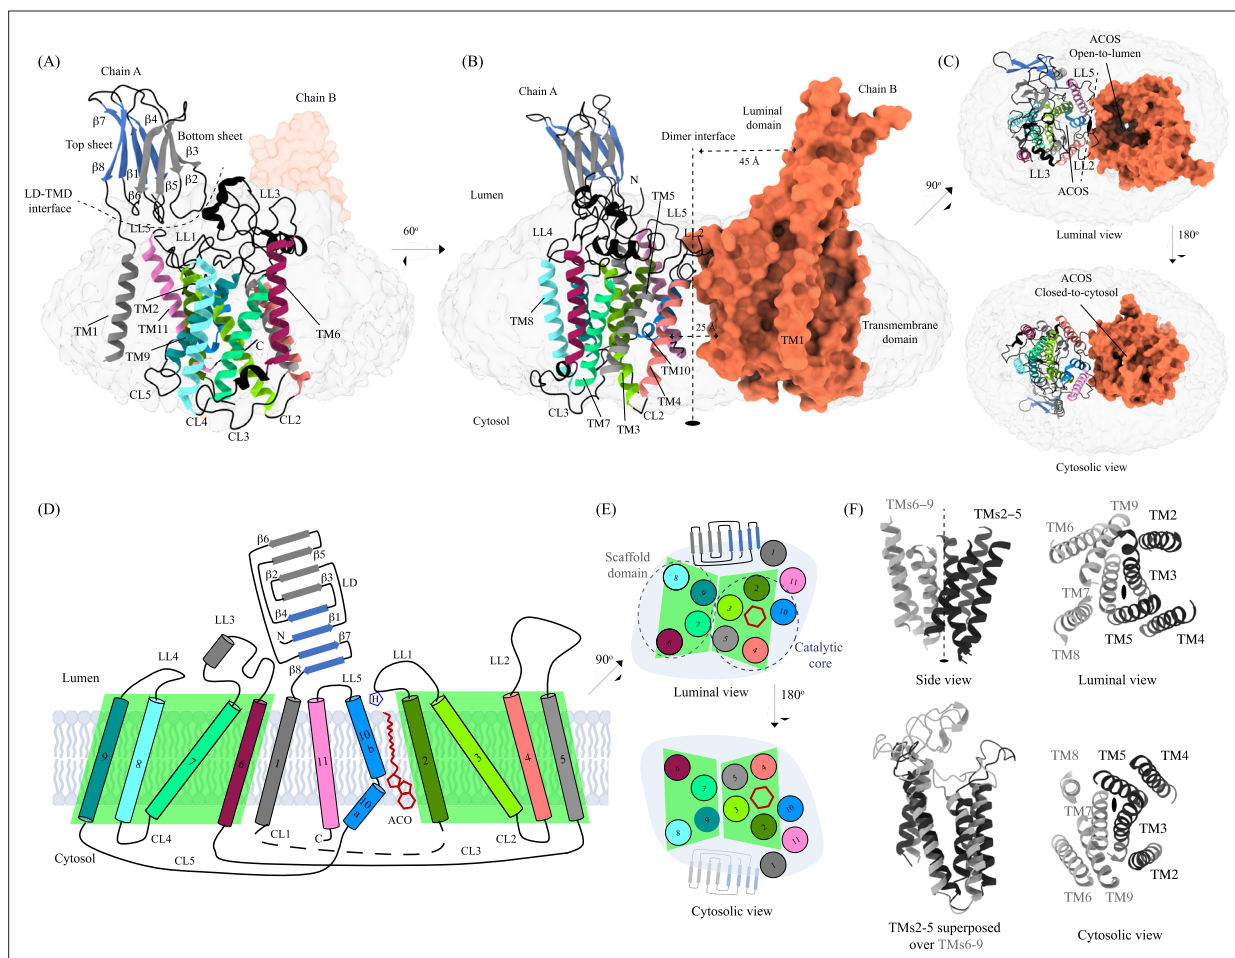 (A)
Chain A
Chain B
β7
β4
Top sheet
Bottom sheet
β3
β8
β1
β2
β5
β6
LD-TMD
interface
LL3
LL5
LL1
TM2
TM1
TM11
TM6
TM9
C
CL5
CL4
CL2
CL3
60°
(B)
Chain A
Chain B
Luminal
domain
Dimer interface
45 Å
N
Lumen
TM5
LL5
LL4
LL2
TM8
25 Å
TM1
Transmembrane
domain
TM10
TM4
CL3
CL2
TM7
TM3
Cytosol
90°
(C)
ACOS
Open-to-lumen
LL5
LL2
LL3
ACOS
Luminal view
180°
ACOS
Closed-to-cytosol
Cytosolic view
(D)
β6
β5
β2
β3
LD
β4
β1
N
β7
β8
LL3
LL4
LL5
LL1
LL2
Lumen
H
9
8
7
6
1
11
10
b
10
a
2
3
4
5
ACO
CL1
C
CL4
CL2
CL5
CL3
Cytosol
90°
(E)
Scaffold
domain
1
8
9
2
11
3
10
7
5
6
4
Catalytic
core
Luminal view
180°
6
5
4
7
3
10
9
2
8
11
1
Cytosolic view
(F)
TMs6-9
TMs2-5
Side view
TM9
TM6
TM2
TM3
TM7
TM5
TM4
TM8
Luminal view
TMs2-5 superposed
over TMs6-9
TM8
TM5
TM4
TM7
TM3
TM2
TM6
TM9
Cytosolic view